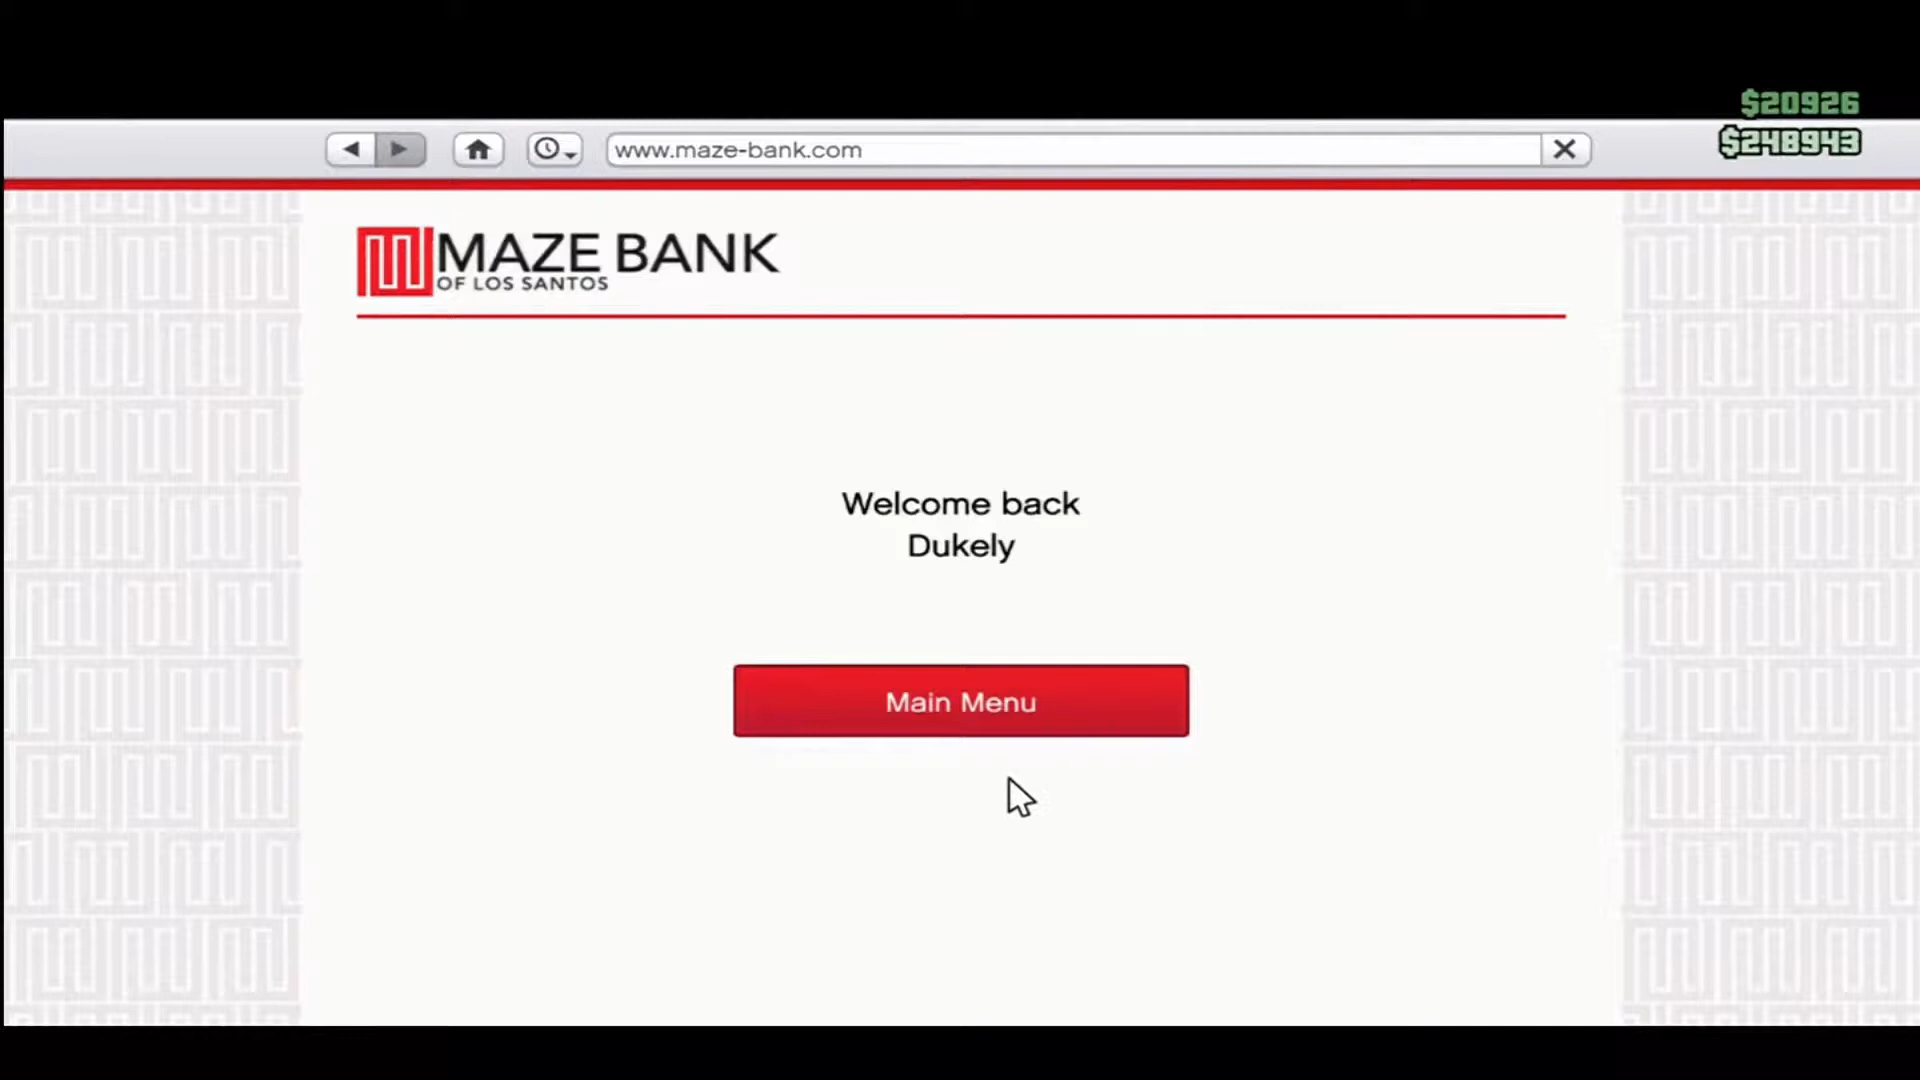 $20926
$248943
www.maze-bank.com
MAZE BANK
OF LOS SANTOS
Welcome back
Dukely
Main Menu